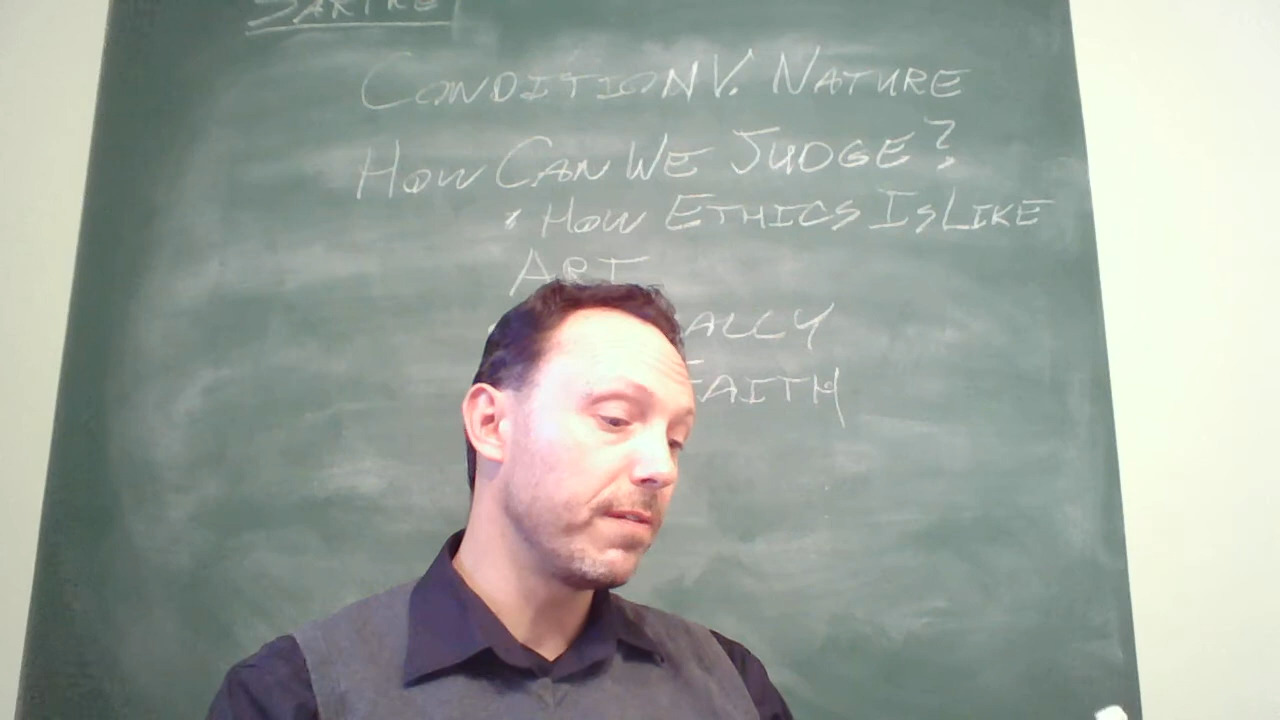 SARTRE
CONDITION V. NATURE
HOW CAN WE JUDGE?
• HOW ETHICS IS LIKE
ART
ALLY
FAITH